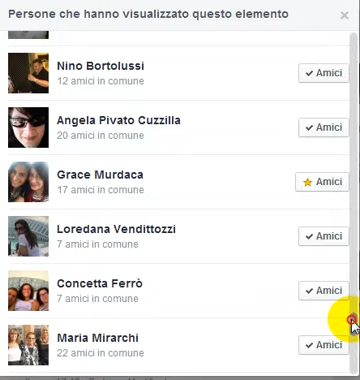 Persone che hanno visualizzato questo elemento
Nino Bortolussi
12 amici in comune
Amici
Angela Pivato Cuzzilla
20 amici in comune
Amici
Grace Murdaca
17 amici in comune
Amici
Loredana Vendittozzi
7 amici in comune
Amici
Concetta Ferrò
7 amici in comune
Amici
Maria Mirarchi
22 amici in comune
Amici